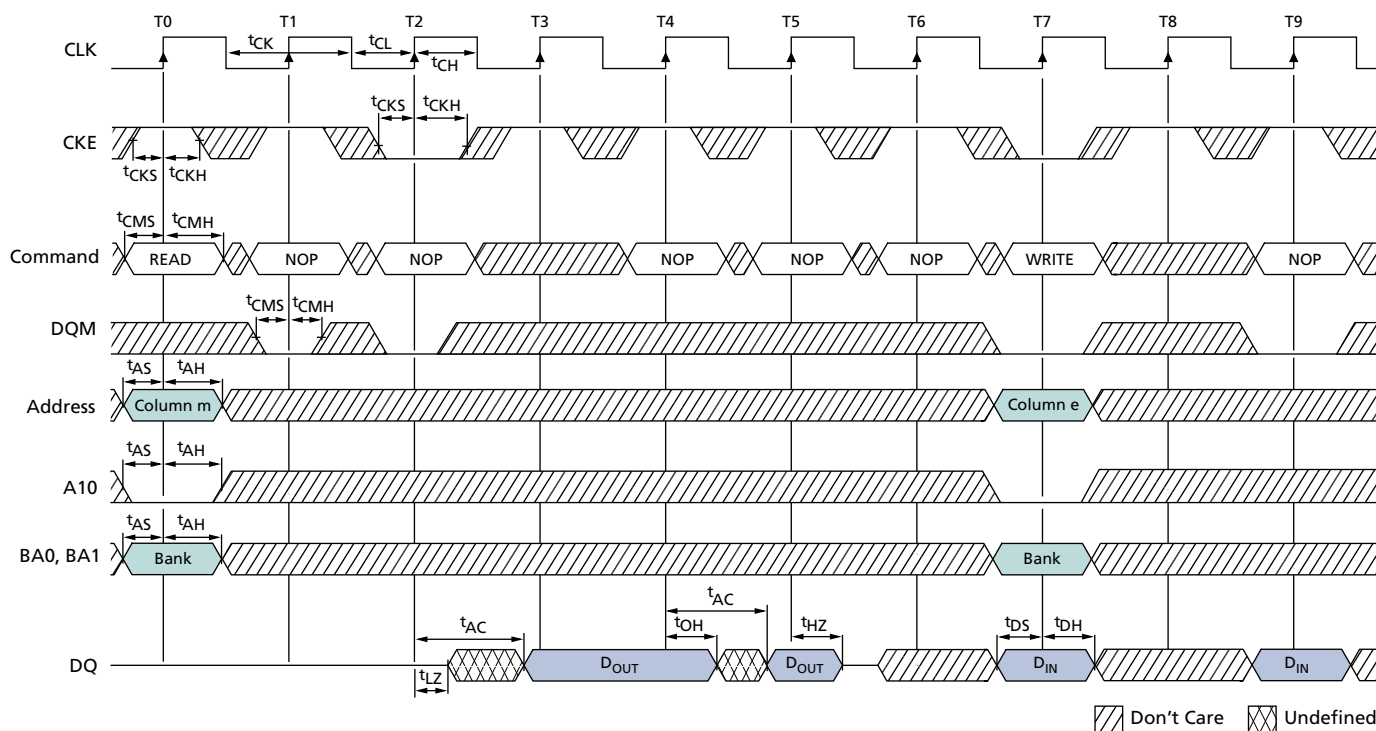 T0 T1 T2 T3 T4 T5 T6 T7 T8 T9
CLK
tCK tCL
tCH
tCKS tCKH
CKE
tCKS tCKH
tCMS tCMH
Command READ NOP NOP NOP NOP NOP WRITE NOP
tCMS tCMH
DQM
tAS tAH
Address Column m Column e
tAS tAH
A10
tAS tAH
BA0, BA1 Bank Bank
tAC
tAC tOH tHZ tDS tDH
DQ DOUT DOUT DIN DIN
tLZ
Don't Care Undefined